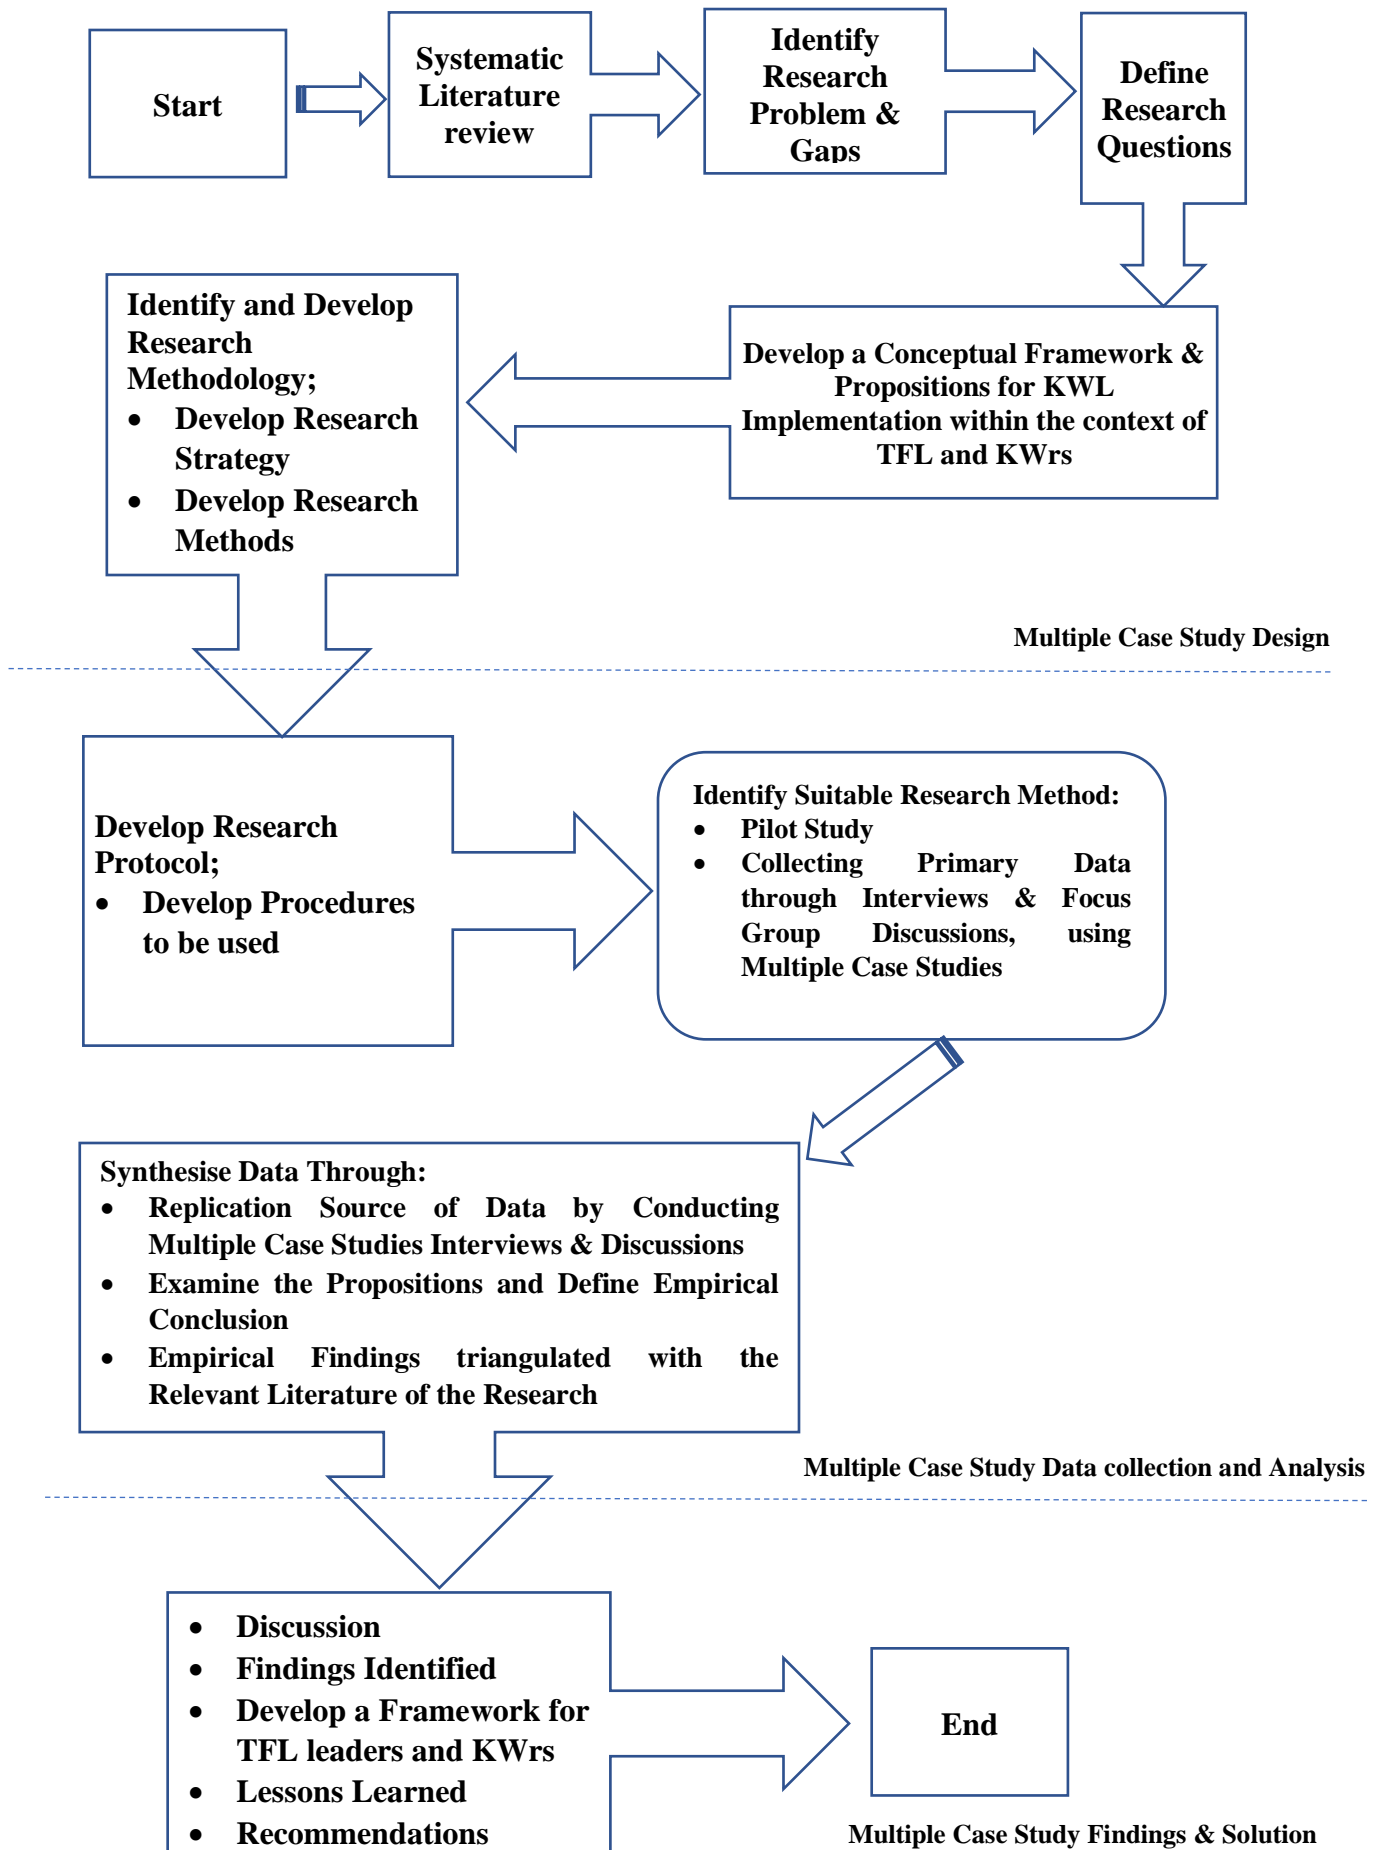 Start
Systematic
Literature
review
Identify
Research
Problem &
Gaps
Define
Research
Questions
Identify and Develop
Research
Methodology;
• Develop Research
Strategy
• Develop Research
Methods
Develop a Conceptual Framework &
Propositions for KWL
Implementation within the context of
TFL and KWrs
Multiple Case Study Design
Develop Research
Protocol;
• Develop Procedures
to be used
Identify Suitable Research Method:
• Pilot Study
• Collecting Primary Data
through Interviews & Focus
Group Discussions, using
Multiple Case Studies
Synthesise Data Through:
• Replication Source of Data by Conducting
Multiple Case Studies Interviews & Discussions
• Examine the Propositions and Define Empirical
Conclusion
• Empirical Findings triangulated with the
Relevant Literature of the Research
Multiple Case Study Data collection and Analysis
• Discussion
• Findings Identified
• Develop a Framework for
TFL leaders and KWrs
• Lessons Learned
• Recommendations
End
Multiple Case Study Findings & Solution